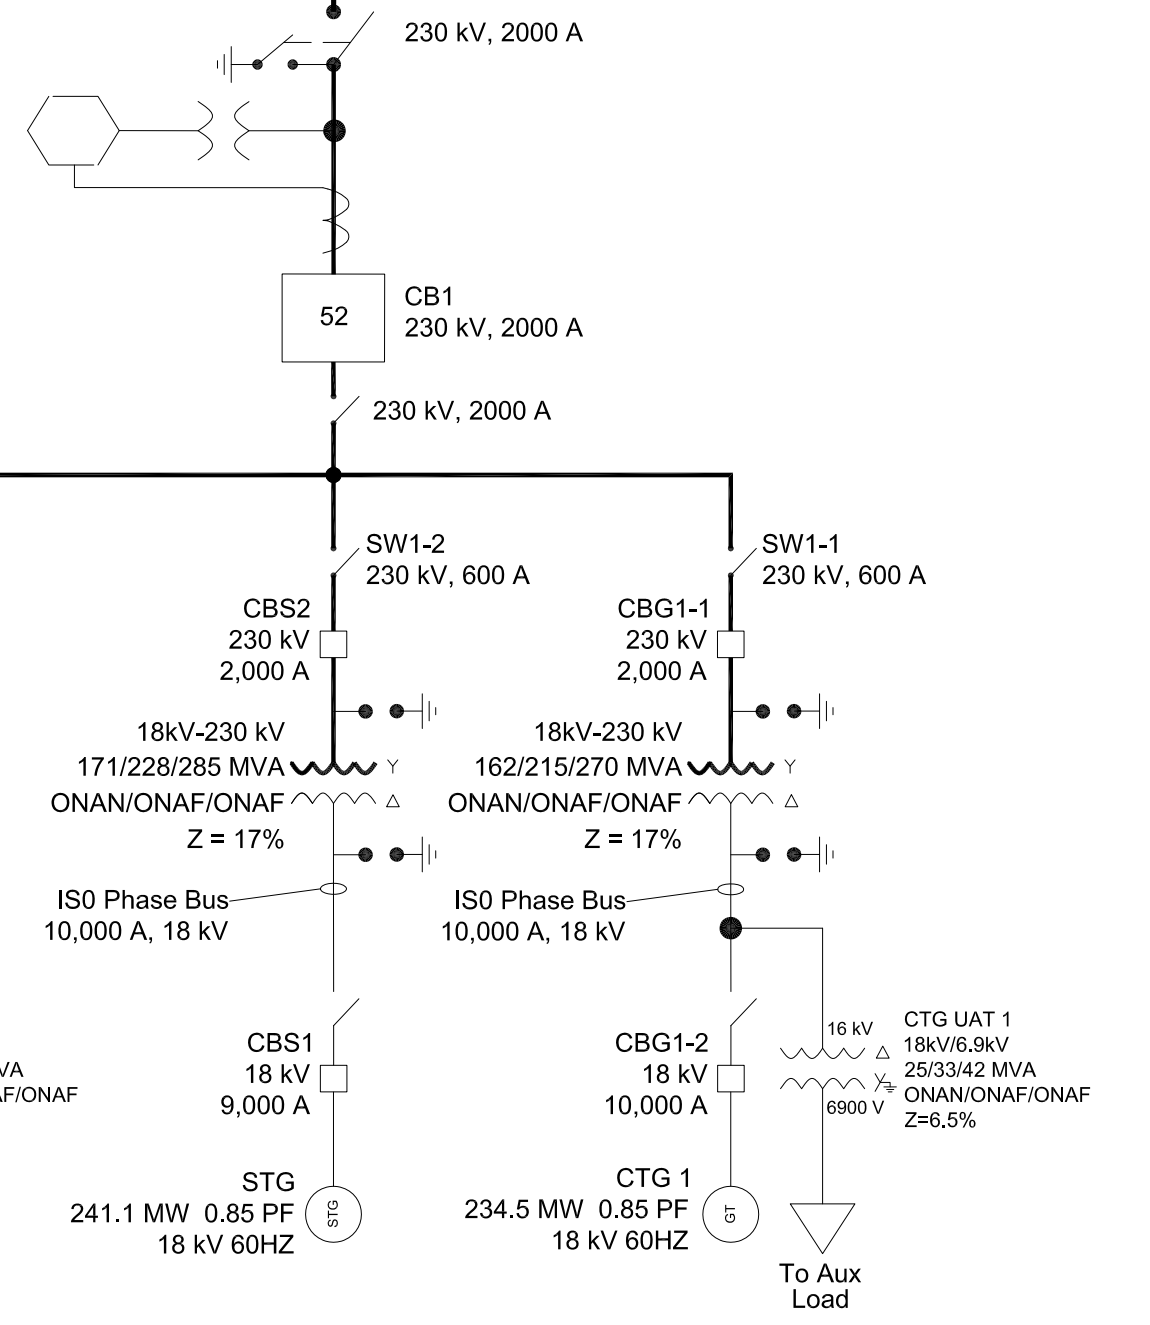 230 kV, 2000 A
52
CB1
230 kV, 2000 A
230 kV, 2000 A
SW1-2
230 kV, 600 A
SW1-1
230 kV, 600 A
CBS2
230 kV
2,000 A
CBG1-1
230 kV
2,000 A
18kV-230 kV
171/228/285 MVA
ONAN/ONAF/ONAF
Z = 17%
Y
Δ
18kV-230 kV
162/215/270 MVA
ONAN/ONAF/ONAF
Z = 17%
Y
Δ
IS0 Phase Bus
10,000 A, 18 kV
IS0 Phase Bus
10,000 A, 18 kV
VA
AF/ONAF
CBS1
18 kV
9,000 A
CBG1-2
18 kV
10,000 A
16 kV
Δ
Y
6900 V
CTG UAT 1
18kV/6.9kV
25/33/42 MVA
ONAN/ONAF/ONAF
Z=6.5%
STG
241.1 MW 0.85 PF
18 kV 60HZ
STG
CTG 1
234.5 MW 0.85 PF
18 kV 60HZ
GT
To Aux
Load